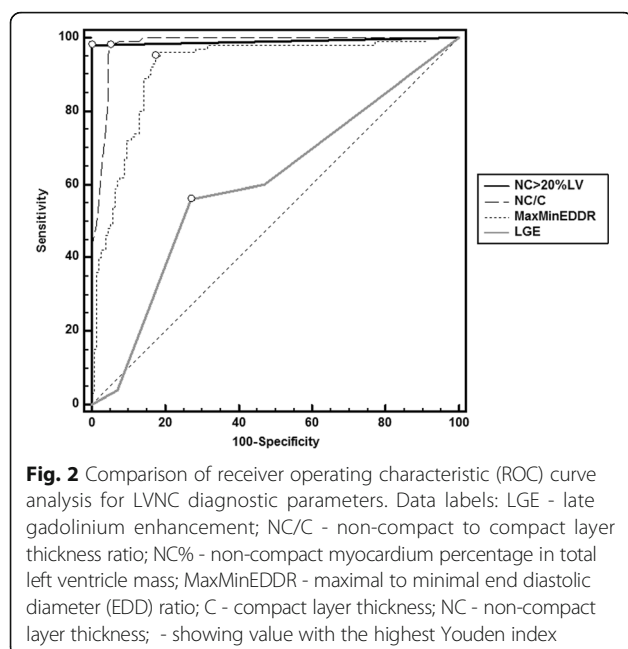 100
80
60
40
20
0
Sensitivity
0 20 40 60 80 100
100-Specificity
NC>20%LV
NC/C
MaxMinEDDR
LGE
Fig. 2 Comparison of receiver operating characteristic (ROC) curve
analysis for LVNC diagnostic parameters. Data labels: LGE - late
gadolinium enhancement; NC/C - non-compact to compact layer
thickness ratio; NC% - non-compact myocardium percentage in total
left ventricle mass; MaxMinEDDR - maximal to minimal end diastolic
diameter (EDD) ratio; C - compact layer thickness; NC - non-compact
layer thickness; - showing value with the highest Youden index